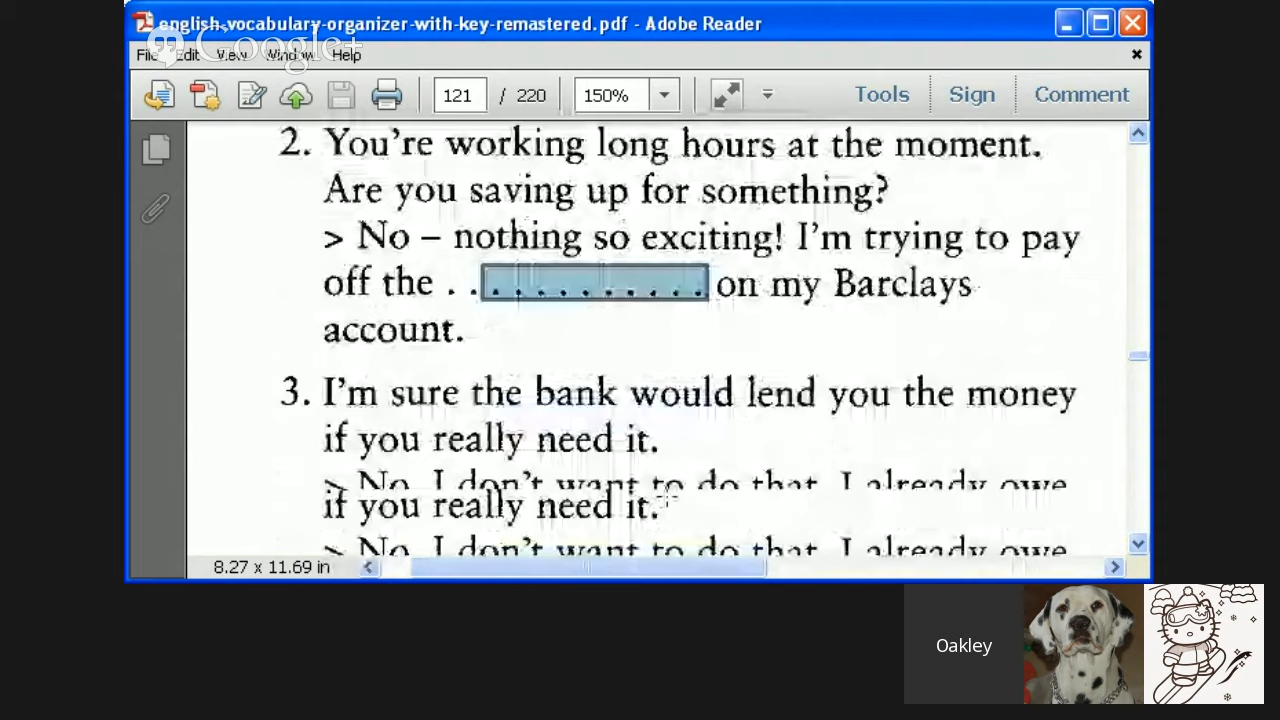 english-vocabulary-organizer-with-key-remastered.pdf - Adobe Reader
Google+
File Edit View Window Help
121 / 220 150% Tools Sign Comment
2. You're working long hours at the moment.
Are you saving up for something?
> No – nothing so exciting! I'm trying to pay
off the . . . . . . . . . . . . on my Barclays
account.
3. I'm sure the bank would lend you the money
if you really need it.
> No, I don't want to do that. I already owe
if you really need it.
> No, I don't want to do that. I already owe
8.27 x 11.69 in
Oakley